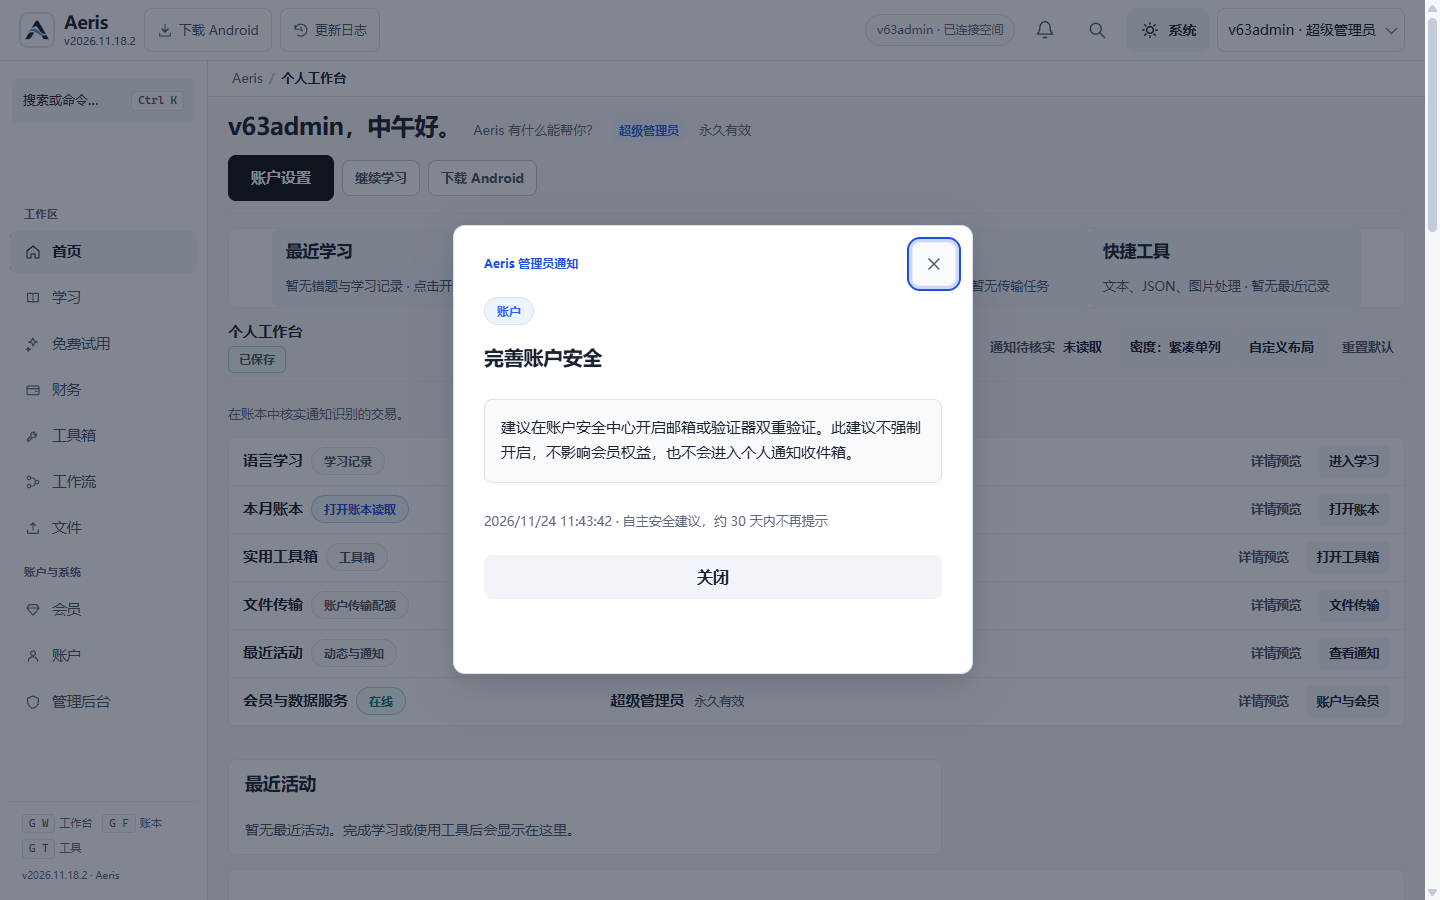 Aeris
v2026.11.18.2
下载 Android
更新日志
v63admin · 已连接空间
系统
v63admin · 超级管理员
搜索或命令... Ctrl K
Aeris / 个人工作台
v63admin，中午好。 Aeris 有什么能帮你？ 超级管理员 永久有效
账户设置 继续学习 下载 Android
工作区
首页
学习
免费试用
财务
工具箱
工作流
文件
账户与系统
会员
账户
管理后台
G W 工作台 G F 账本
G T 工具
v2026.11.18.2 · Aeris
最近学习
暂无错题与学习记录 · 点击开
暂无传输任务
快捷工具
文本、JSON、图片处理 · 暂无最近记录
个人工作台
已保存
通知待核实 未读取 密度：紧凑单列 自定义布局 重置默认
在账本中核实通知识别的交易。
语言学习 学习记录 详情预览 进入学习
本月账本 打开账本读取 详情预览 打开账本
实用工具箱 工具箱 详情预览 打开工具箱
文件传输 账户传输配额 详情预览 文件传输
最近活动 动态与通知 详情预览 查看通知
会员与数据服务 在线 超级管理员 永久有效 详情预览 账户与会员
最近活动
暂无最近活动。完成学习或使用工具后会显示在这里。
Aeris 管理员通知
账户
完善账户安全
建议在账户安全中心开启邮箱或验证器双重验证。此建议不强制
开启，不影响会员权益，也不会进入个人通知收件箱。
2026/11/24 11:43:42 · 自主安全建议，约 30 天内不再提示
关闭